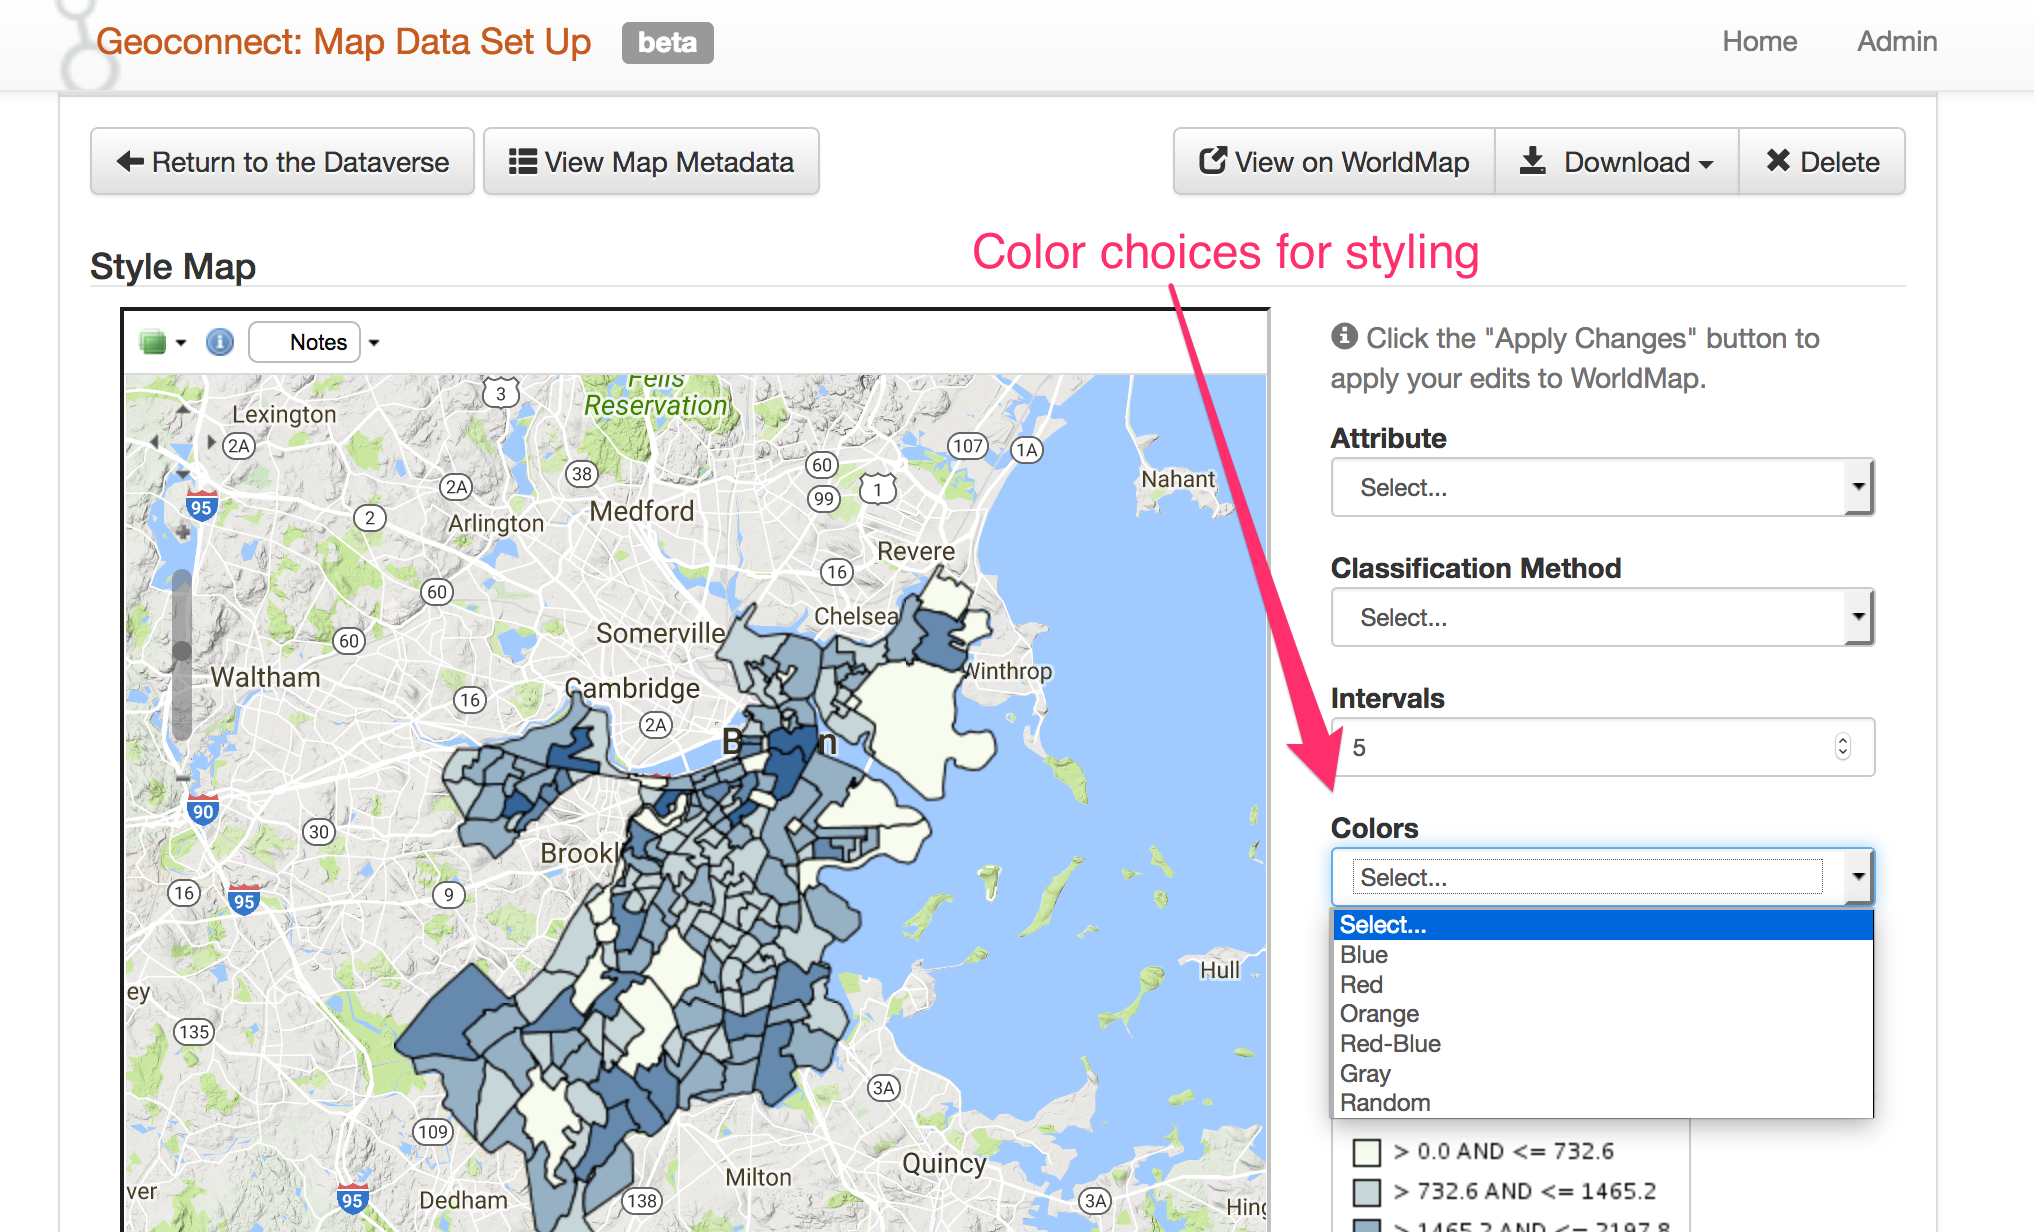 Geoconnect: Map Data Set Up beta Home Admin
Return to the Dataverse View Map Metadata View on WorldMap Download Delete
Color choices for styling
Style Map
Notes
Click the "Apply Changes" button to
apply your edits to WorldMap.
Attribute
Select...
Classification Method
Select...
Intervals
5
Colors
Select...
Select...
Blue
Red
Orange
Red-Blue
Gray
Random
> 0.0 AND <= 732.6
> 732.6 AND <= 1465.2
> 1465.2 AND <= 2197.8
Fells
Reservation
3
Lexington
2A
107
1A
60
38
Nahant
2A
99
1
95
2
Arlington
Medford
Revere
16
60
Chelsea
Somerville
60
Winthrop
Waltham
Cambridge
16
2A
B n
90
30
Brookl
16
95
9
Hull
ey
135
3A
109
Quincy
Milton
ver
95
Dedham
138
3A
Hing